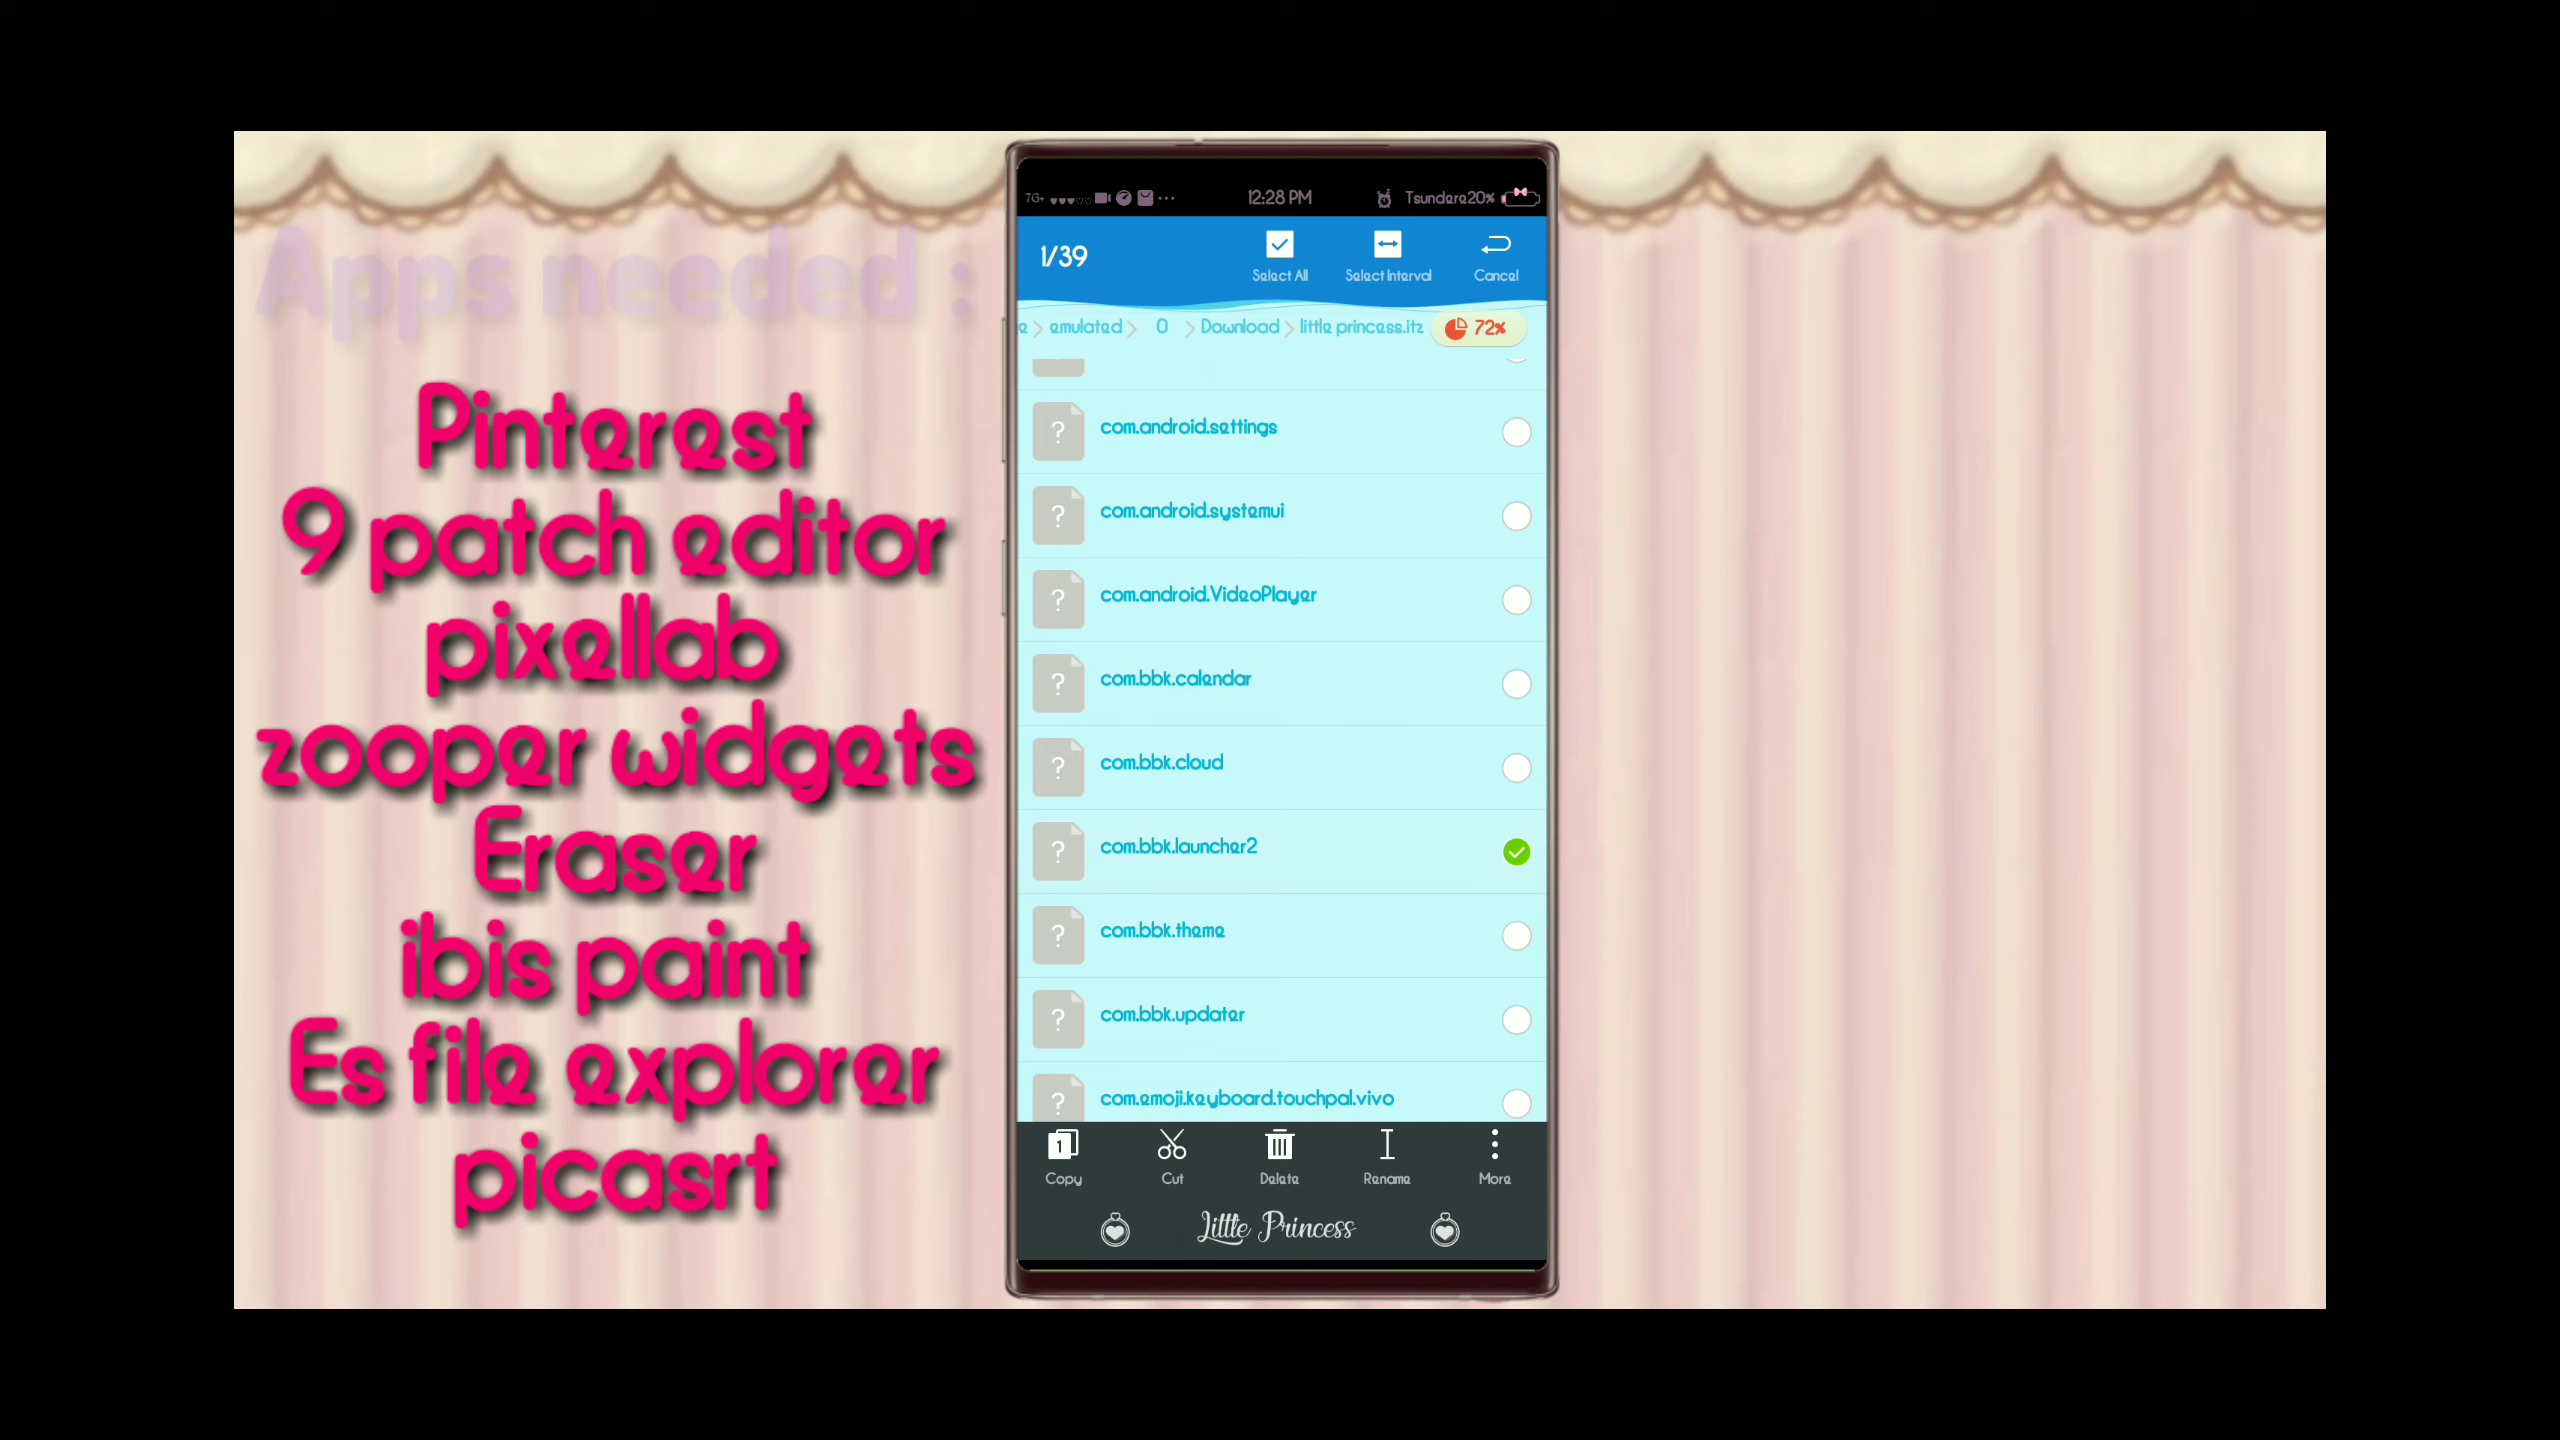 Apps needed :
Pinterest
9 patch editor
pixellab
zooper widgets
Eraser
ibis paint
Es file explorer
picasrt
7G+ 12:28 PM Tsundere20%
1/39
Select All Select Interval Cancel
e > emulated > 0 > Download > little princess.itz 72%
com.android.settings
com.android.systemui
com.android.VideoPlayer
com.bbk.calendar
com.bbk.cloud
com.bbk.launcher2
com.bbk.theme
com.bbk.updater
com.emoji.keyboard.touchpal.vivo
1
Copy Cut Delete Rename More
Little Princess